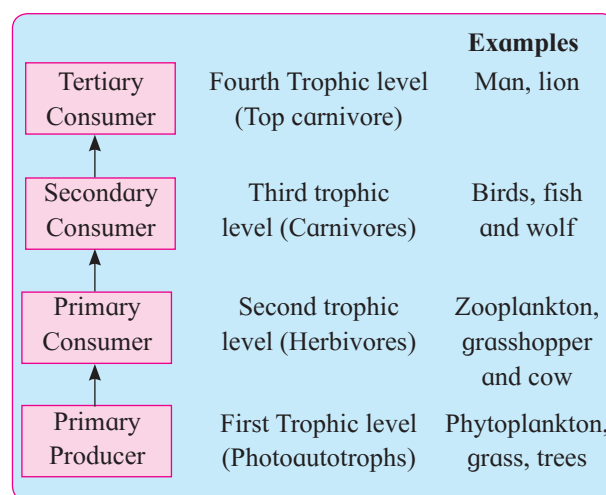 Examples
Tertiary Fourth Trophic level Man, lion
Consumer (Top carnivore)
Secondary Third trophic Birds, fish
Consumer level (Carnivores) and wolf
Primary Second trophic Zooplankton,
Consumer level (Herbivores) grasshopper
and cow
Primary First Trophic level Phytoplankton,
Producer (Photoautotrophs) grass, trees